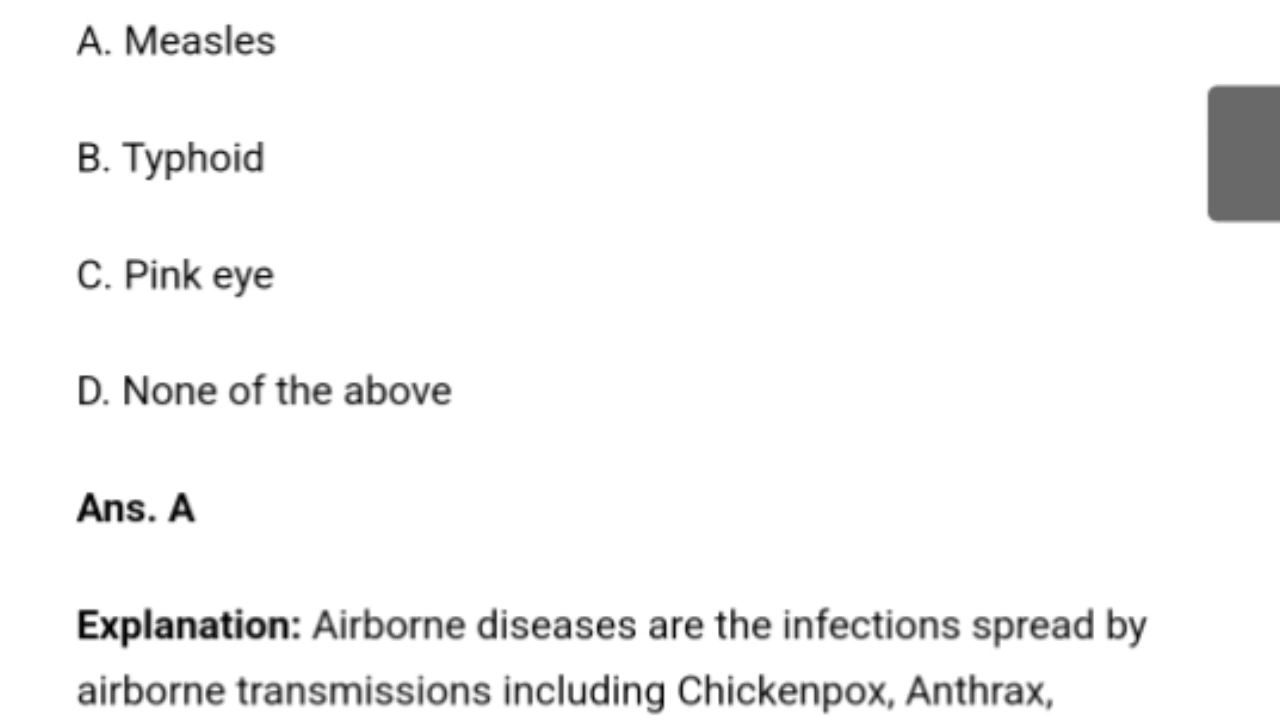 A. Measles
B. Typhoid
C. Pink eye
D. None of the above
Ans. A
Explanation: Airborne diseases are the infections spread by
airborne transmissions including Chickenpox, Anthrax,